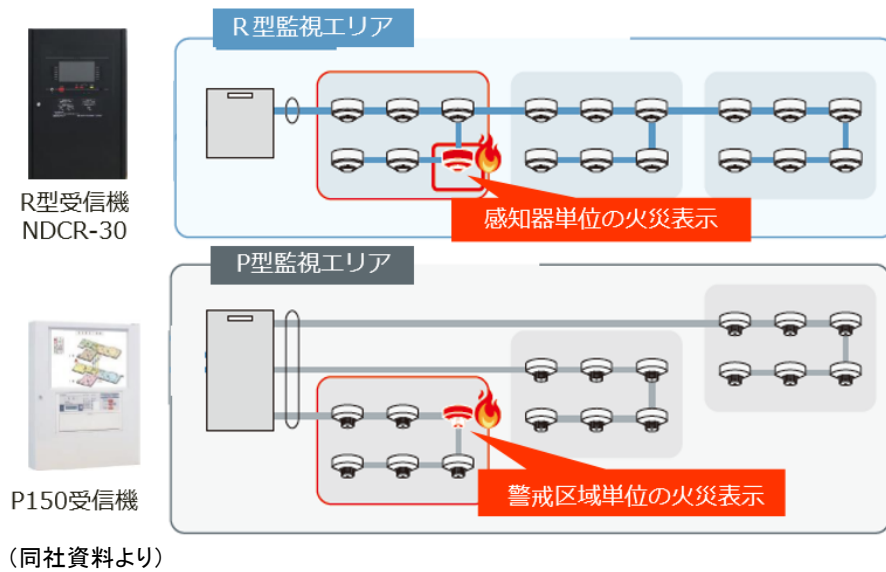 R型監視エリア
R型受信機
NDCR-30
感知器単位の火災表示
P型監視エリア
P150受信機
警戒区域単位の火災表示
（同社資料より）